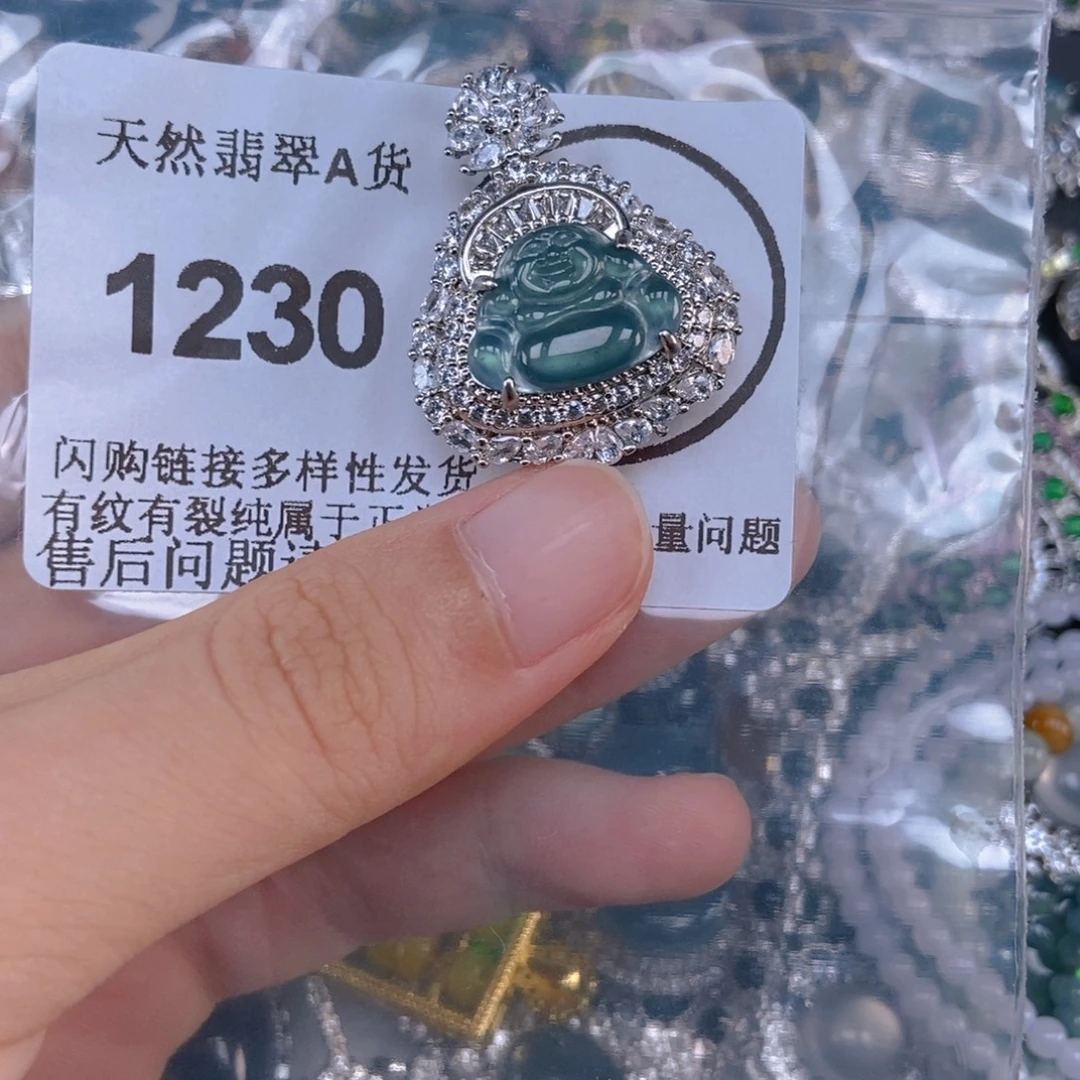 天然翡翠A货
1230
闪购链接多样性发货
有纹有裂纯属于正 量问题
售后问题